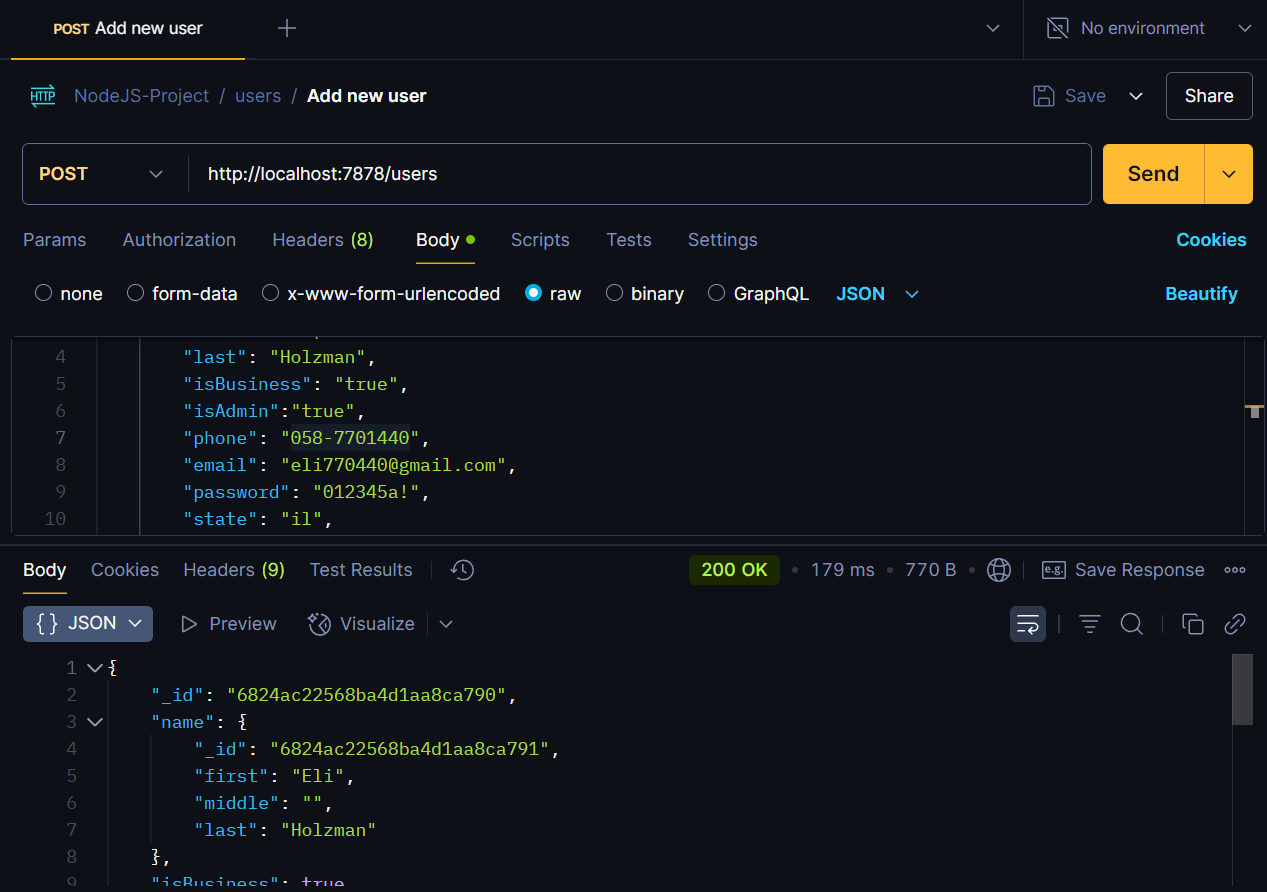 POST Add new user
No environment
HTTP NodeJS-Project / users / Add new user
Save
Share
POST
http://localhost:7878/users
Send
Params Authorization Headers (8) Body Scripts Tests Settings Cookies
none form-data x-www-form-urlencoded raw binary GraphQL JSON Beautify
4 "last": "Holzman",
5 "isBusiness": "true",
6 "isAdmin":"true",
7 "phone": "058-7701440",
8 "email": "eli770440@gmail.com",
9 "password": "012345a!",
10 "state": "il",
Body Cookies Headers (9) Test Results 200 OK • 179 ms • 770 B • e.g. Save Response
{} JSON Preview Visualize
1 {
2 "_id": "6824ac22568ba4d1aa8ca790",
3 "name": {
4 "_id": "6824ac22568ba4d1aa8ca791",
5 "first": "Eli",
6 "middle": "",
7 "last": "Holzman"
8 },
9 "isBusiness": true